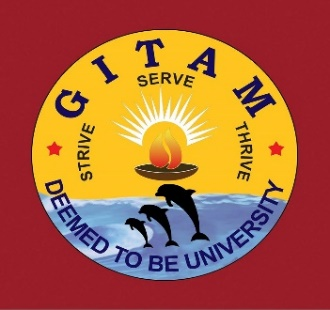 GITAM
STRIVE
SERVE
THRIVE
DEEMED TO BE UNIVERSITY